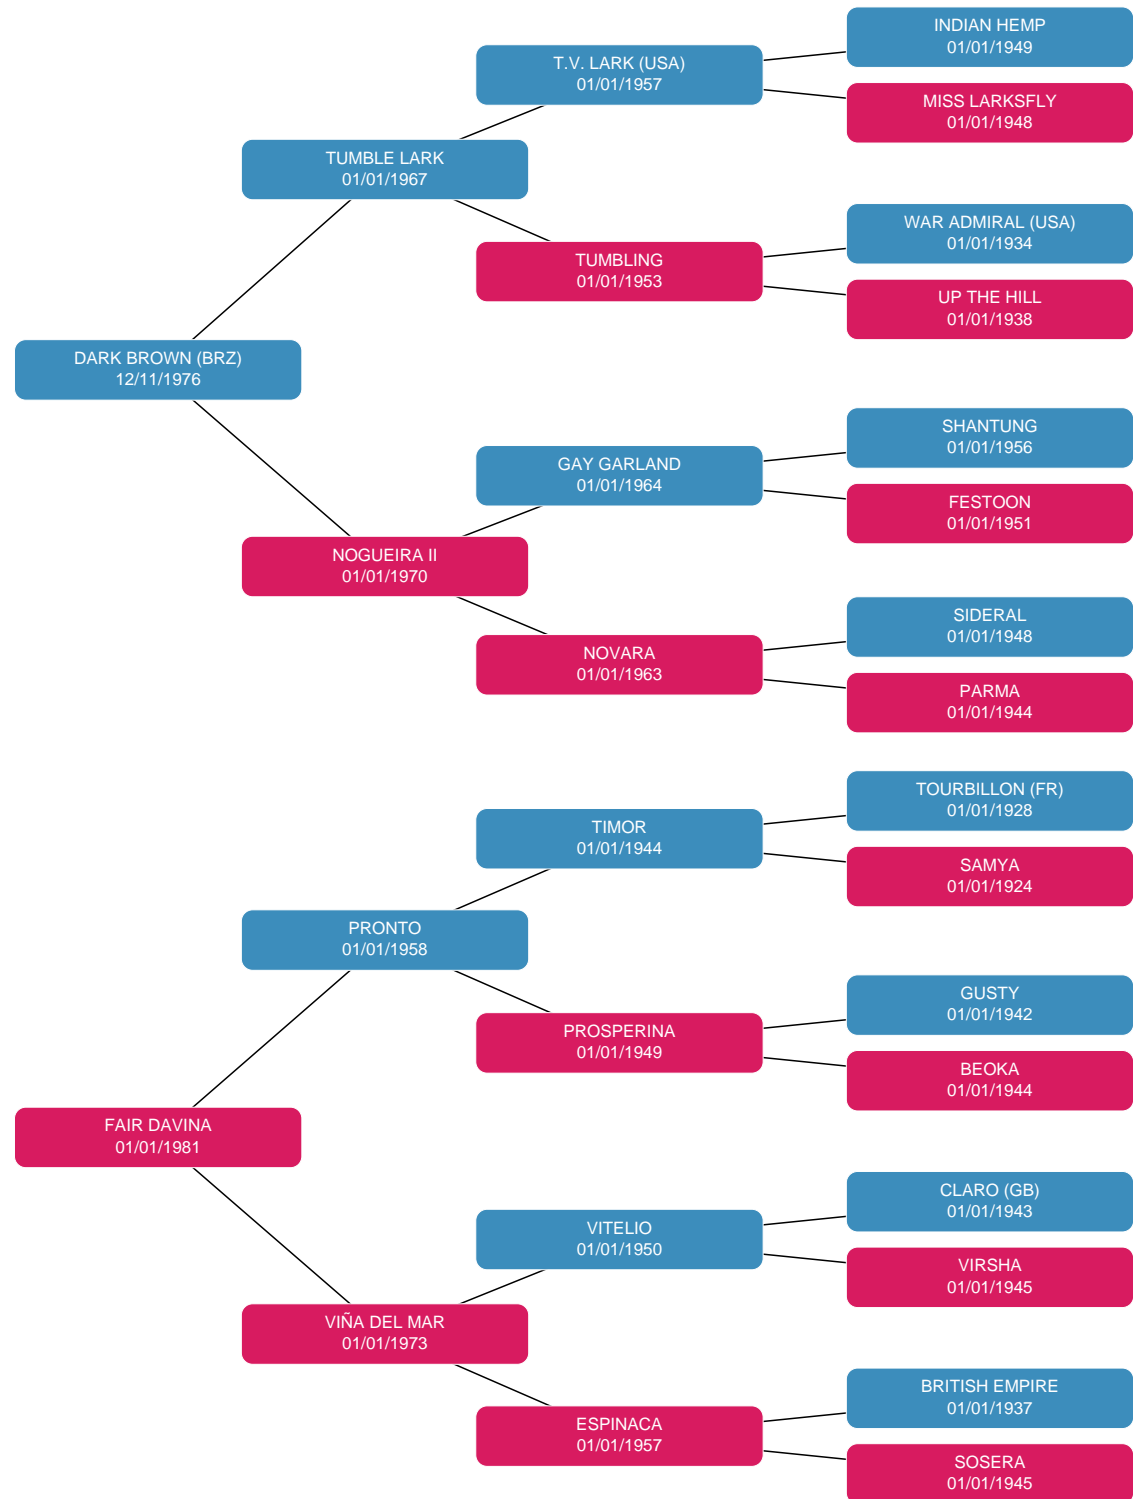 INDIAN HEMP
01/01/1949
T.V. LARK (USA)
01/01/1957
MISS LARKSFLY
01/01/1948
TUMBLE LARK
01/01/1967
WAR ADMIRAL (USA)
01/01/1934
TUMBLING
01/01/1953
UP THE HILL
01/01/1938
DARK BROWN (BRZ)
12/11/1976
SHANTUNG
01/01/1956
GAY GARLAND
01/01/1964
FESTOON
01/01/1951
NOGUEIRA II
01/01/1970
SIDERAL
01/01/1948
NOVARA
01/01/1963
PARMA
01/01/1944
TOURBILLON (FR)
01/01/1928
TIMOR
01/01/1944
SAMYA
01/01/1924
PRONTO
01/01/1958
GUSTY
01/01/1942
PROSPERINA
01/01/1949
BEOKA
01/01/1944
FAIR DAVINA
01/01/1981
CLARO (GB)
01/01/1943
VITELIO
01/01/1950
VIRSHA
01/01/1945
VIÑA DEL MAR
01/01/1973
BRITISH EMPIRE
01/01/1937
ESPINACA
01/01/1957
SOSERA
01/01/1945